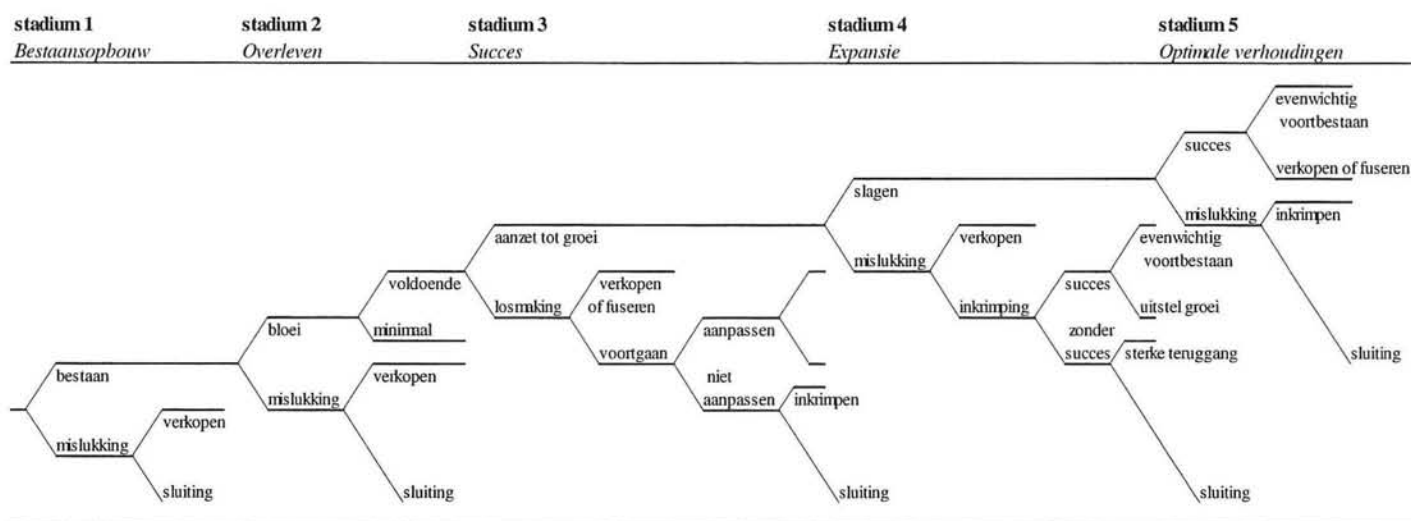 stadium 1
Bestaansopbouw
stadium 2
Overleven
stadium 3
Succes
stadium 4
Expansie
stadium 5
Optimale verhoudingen
bestaan
mislukking
verkopen
sluiting
bloei
mislukking
voldoende
minimaal
verkopen
sluiting
aanzet tot groei
losmaking
verkopen
of fuseren
voortgaan
aanpassen
niet
aanpassen
inkrimpen
sluiting
slagen
mislukking
verkopen
inkrimping
succes
evenwichtig
voortbestaan
uitstel groei
zonder
succes
sterke teruggang
sluiting
succes
evenwichtig
voortbestaan
verkopen of fuseren
mislukking
inkrimpen
sluiting